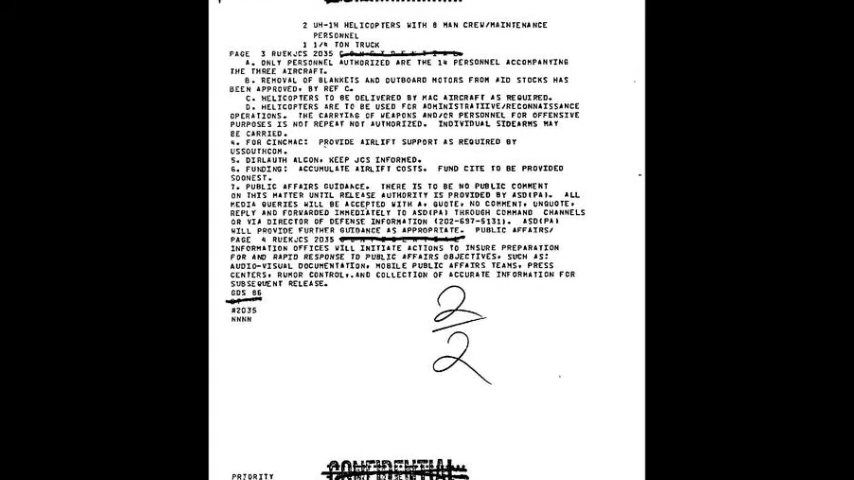 2 UH-1N HELICOPTERS WITH 8 MAN CREW/MAINTENANCE
PERSONNEL
1 1/4 TON TRUCK
PAGE 3 RUEKJCS 2035 C O N F I D E N T I A L
A. ONLY PERSONNEL AUTHORIZED ARE THE 14 PERSONNEL ACCOMPANYING
THE THREE AIRCRAFT.
B. REMOVAL OF BLANKETS AND OUTBOARD MOTORS FROM AID STOCKS HAS
BEEN APPROVED, BY REF C.
C. HELICOPTERS TO BE DELIVERED BY MAC AIRCRAFT AS REQUIRED.
D. HELICOPTERS ARE TO BE USED FOR ADMINISTRATIIVE/RECONNAISSANCE
OPERATIONS. THE CARRYING OF WEAPONS AND/OR PERSONNEL FOR OFFENSIVE
PURPOSES IS NOT REPEAT NOT AUTHORIZED. INDIVIDUAL SIDEARMS MAY
BE CARRIED.
4. FOR CINCMAC: PROVIDE AIRLIFT SUPPORT AS REQUIRED BY
USSOUTHCOM.
5. DIRLAUTH ALCON. KEEP JCS INFORMED.
6. FUNDING: ACCUMULATE AIRLIFT COSTS. FUND CITE TO BE PROVIDED
SOONEST.
7. PUBLIC AFFAIRS GUIDANCE. THERE IS TO BE NO PUBLIC COMMENT
ON THIS MATTER UNTIL RELEASE AUTHORITY IS PROVIDED BY ASD(PA). ALL
MEDIA QUERIES WILL BE ACCEPTED WITH A, QUOTE, NO COMMENT, UNQUOTE,
REPLY AND FORWARDED IMMEDIATELY TO ASD(PA) THROUGH COMMAND CHANNELS
OR VIA DIRECTOR OF DEFENSE INFORMATION (202-697-5131). ASD(PA)
WILL PROVIDE FURTHER GUIDANCE AS APPROPRIATE. PUBLIC AFFAIRS/
PAGE 4 RUEKJCS 2035 C O N F I D E N T I A L
INFORMATION OFFICES WILL INITIATE ACTIONS TO INSURE PREPARATION
FOR AND RAPID RESPONSE TO PUBLIC AFFAIRS OBJECTIVES, SUCH AS:
AUDIO-VISUAL DOCUMENTATION, MOBILE PUBLIC AFFAIRS TEAMS, PRESS
CENTERS, RUMOR CONTROL, AND COLLECTION OF ACCURATE INFORMATION FOR
SUBSEQUENT RELEASE.
GDS 86
#2035
NNNN
2/2
CONFIDENTIAL
PRIORITY